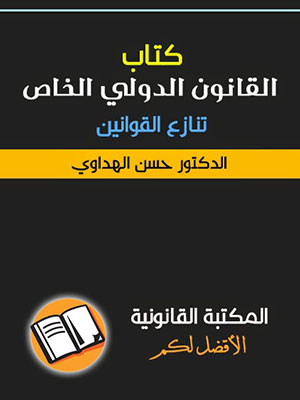 كتاب
القانون الدولي الخاص
تنازع القوانين
الدكتور حسن الهداوي
المكتبة القانونية
الأفضل لكم